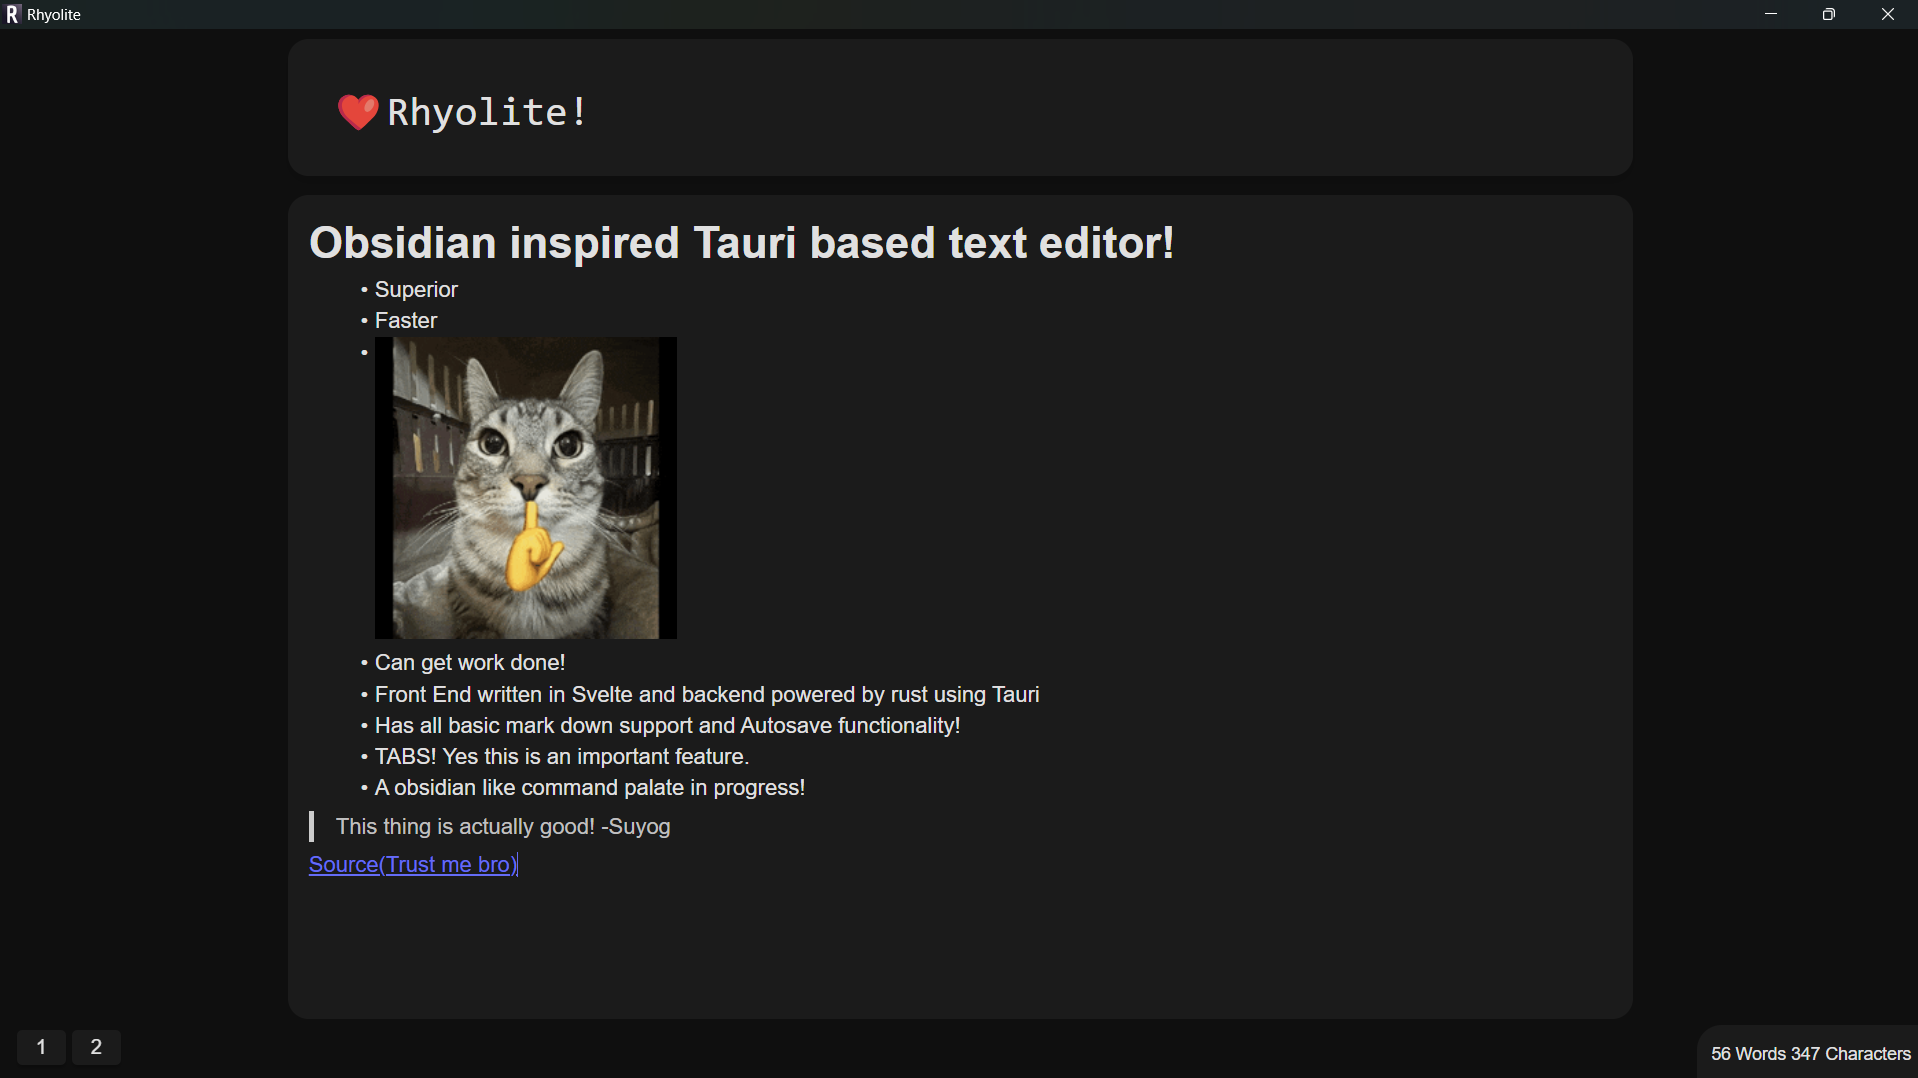 R Rhyolite
❤️Rhyolite!
Obsidian inspired Tauri based text editor!
• Superior
• Faster
•
• Can get work done!
• Front End written in Svelte and backend powered by rust using Tauri
• Has all basic mark down support and Autosave functionality!
• TABS! Yes this is an important feature.
• A obsidian like command palate in progress!
This thing is actually good! -Suyog
Source(Trust me bro)
1 2
56 Words 347 Characters